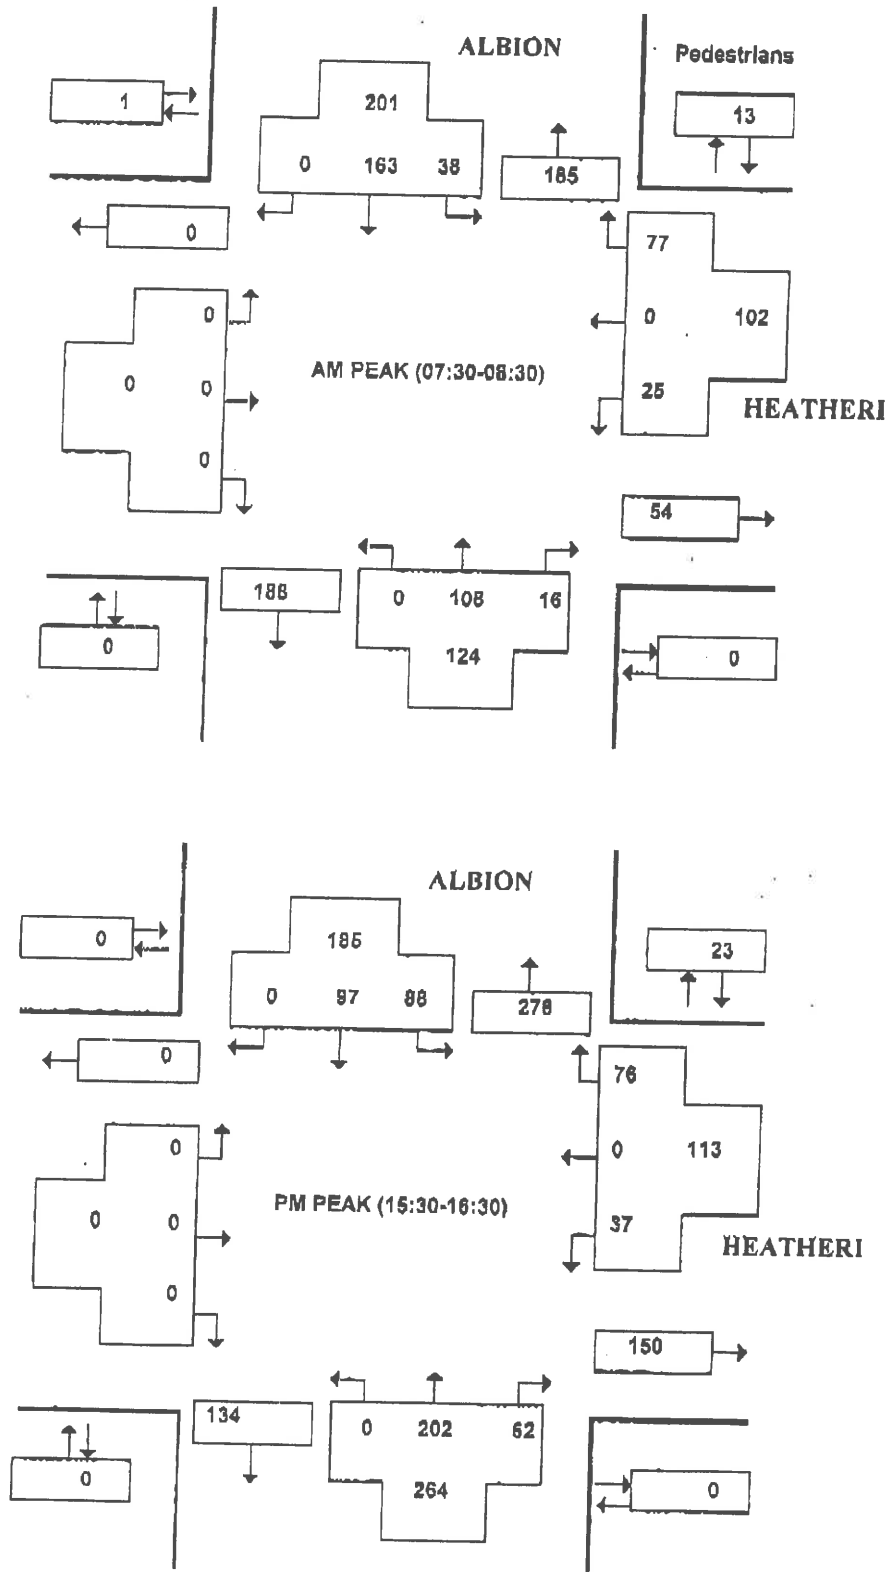 ALBION
Pedestrians
1
201
13
0 163 38
185
0
77
0
0 102
AM PEAK (07:30-08:30)
0 0
25
HEATHERI
0
54
188
0 108 16
0
124
0
ALBION
0
185
23
0 97 88
278
0
76
0
0 113
PM PEAK (15:30-16:30)
0 0
37
HEATHERI
0
150
134
0 202 62
0
264
0